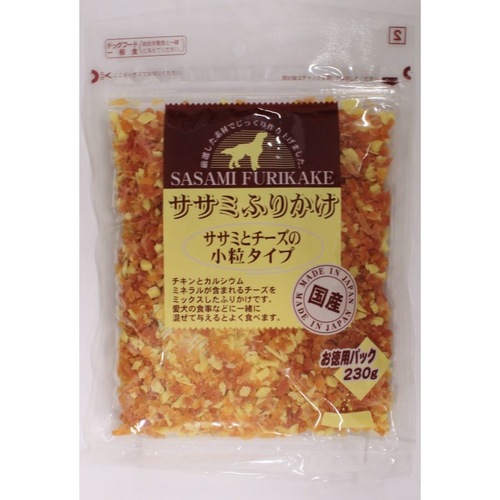 ドッグフード
一般食
2
厳選した素材でじっくり作り上げました。
SASAMI FURIKAKE
ササミふりかけ
ササミとチーズの
小粒タイプ
チキンとカルシウム
ミネラルが含まれるチーズを
ミックスしたふりかけです。
愛犬の食事などに一緒に
混ぜて与えるとよく食べます。
MADE IN JAPAN
国産
MADE IN JAPAN
お徳用パック
230g